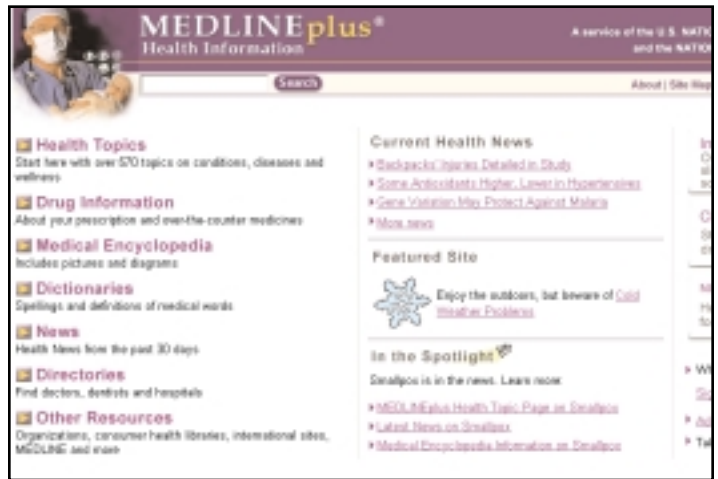 MEDLINEplus®
Health Information
A service of the U.S. NATIO
and the NATIO
Search
About | Site Map
Health Topics
Start here with over 570 topics on conditions, diseases and
wellness
Drug Information
About your prescription and over-the-counter medicines
Medical Encyclopedia
Includes pictures and diagrams
Dictionaries
Spellings and definitions of medical words
News
Health News from the past 30 days
Directories
Find doctors, dentists and hospitals
Other Resources
Organizations, consumer health libraries, international sites,
MEDLINE and more
Current Health News
Backpacks' Injuries Detailed in Study
Some Antioxidants Higher, Lower in Hypertensives
Gene Variation May Protect Against Malaria
More news
Featured Site
Enjoy the outdoors, but beware of Cold
Weather Problems
In the Spotlight
Smallpox is in the news. Learn more:
MEDLINEplus Health Topic Page on Smallpox
Latest News on Smallpox
Medical Encyclopedia Information on Smallpox